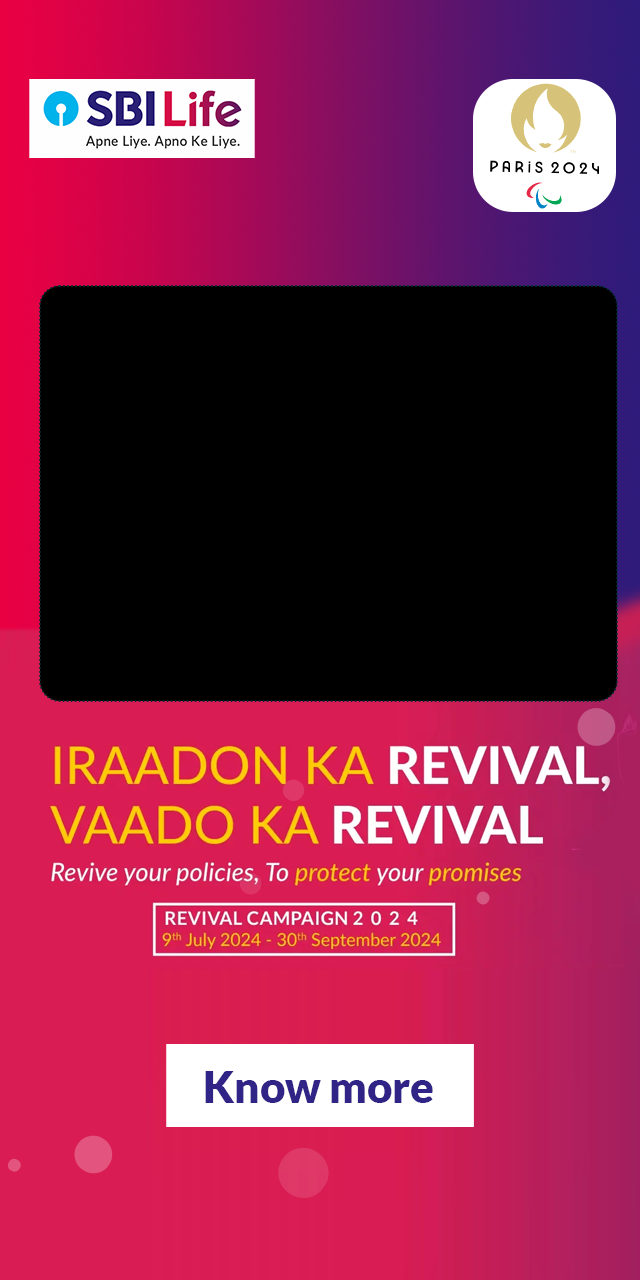 SBI Life
Apne Liye. Apno Ke Liye.
PARIS 2024
IRAADON KA REVIVAL,
VAADO KA REVIVAL
Revive your policies, To protect your promises
REVIVAL CAMPAIGN 2 0 2 4
9th July 2024 - 30th September 2024
Know more